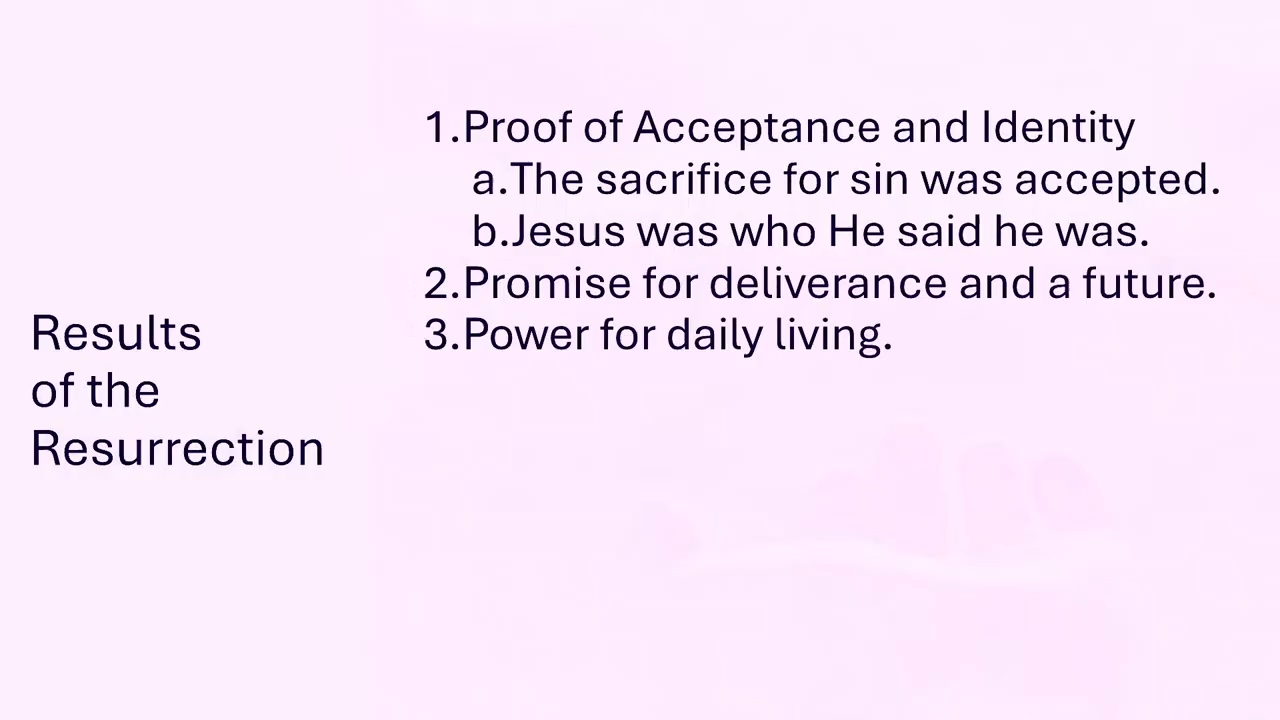 Results
of the
Resurrection
1.Proof of Acceptance and Identity
a.The sacrifice for sin was accepted.
b.Jesus was who He said he was.
2.Promise for deliverance and a future.
3.Power for daily living.